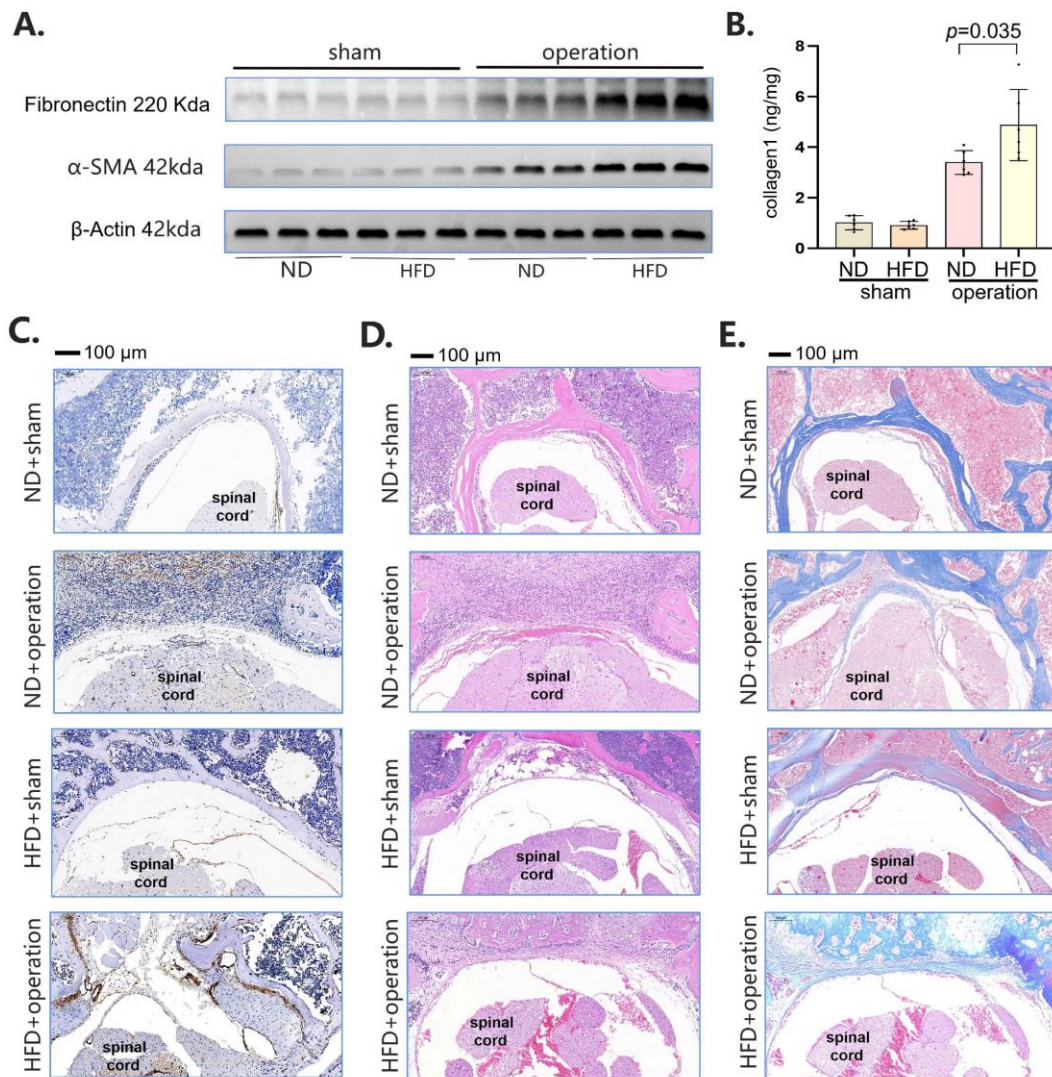 A.
sham
operation
Fibronectin 220 Kda
α-SMA 42kda
β-Actin 42kda
ND
HFD
ND
HFD
B.
p=0.035
collagen1 (ng/mg)
8
6
4
2
0
ND HFD ND HFD
sham operation
C.
100 µm
D.
100 µm
E.
100 µm
ND+sham
spinal
cord'
ND+sham
spinal
cord
ND+sham
spinal
cord
ND+operation
spinal
cord
ND+operation
spinal
cord
ND+operation
spinal
cord
HFD+sham
spinal
cord
HFD+sham
spinal
cord
HFD+sham
spinal
cord
HFD+operation
spinal
cord
HFD+operation
spinal
cord
HFD+operation
spinal
cord